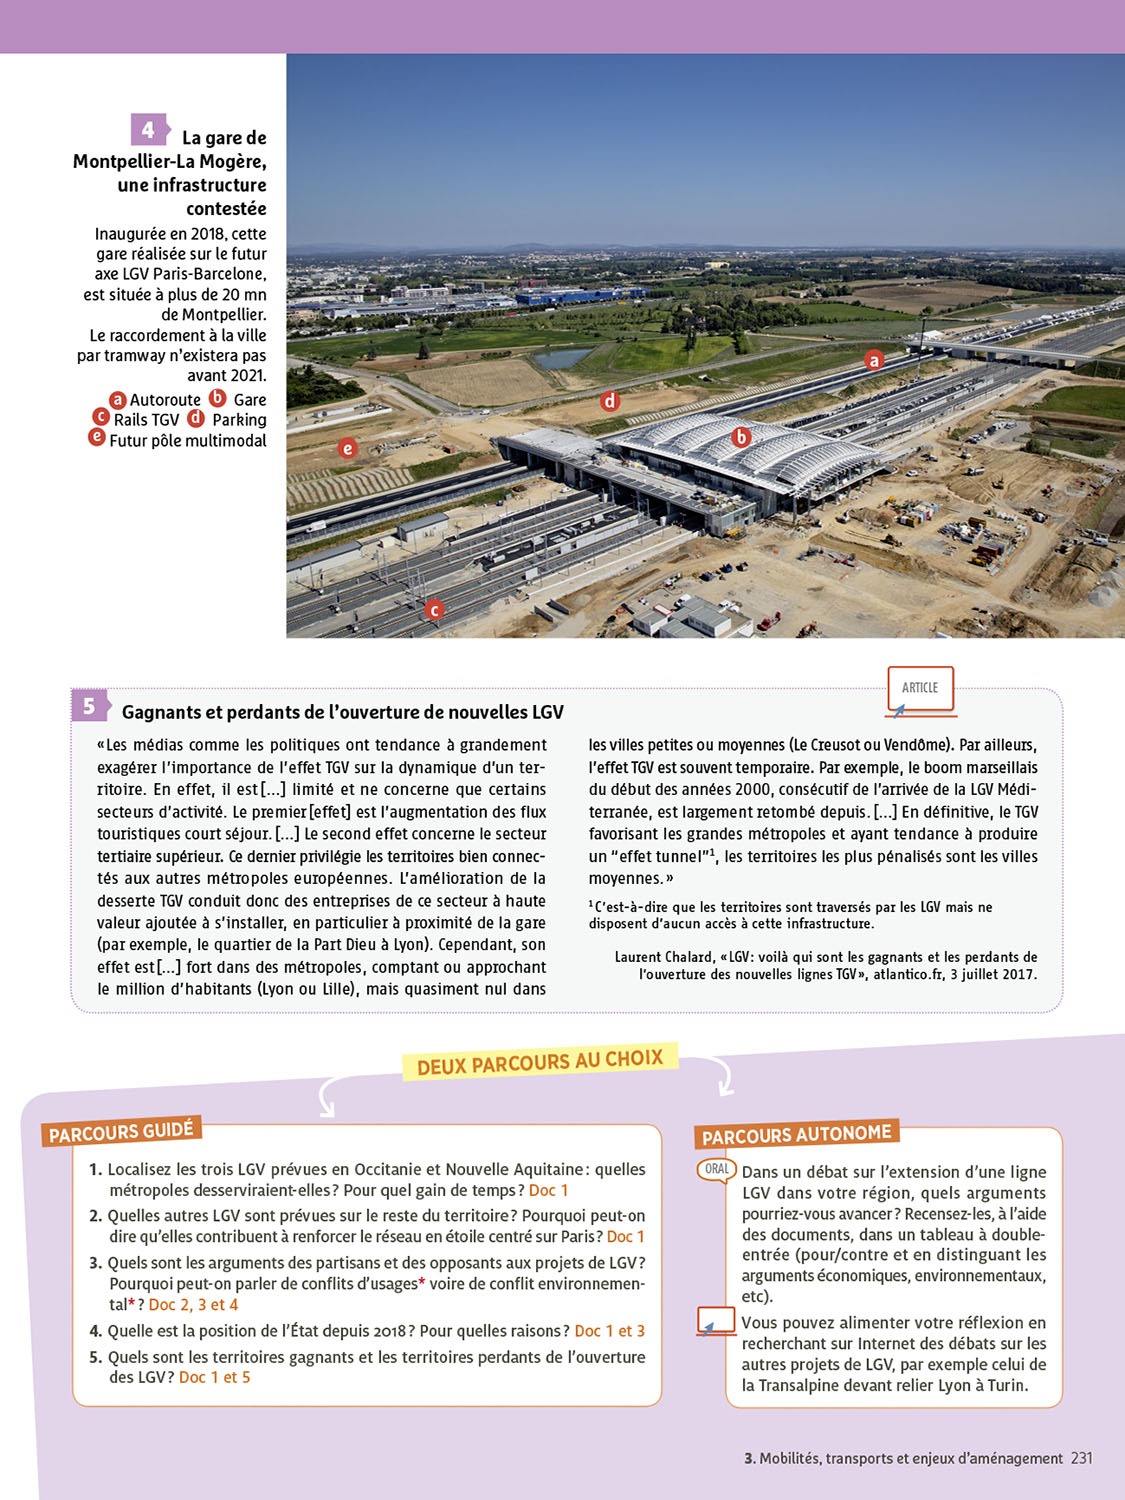 4 La gare de
Montpellier-La Mogère,
une infrastructure
contestée
Inaugurée en 2018, cette
gare réalisée sur le futur
axe LGV Paris-Barcelone,
est située à plus de 20 mn
de Montpellier.
Le raccordement à la ville
par tramway n'existera pas
avant 2021.
a Autoroute b Gare
c Rails TGV d Parking
e Futur pôle multimodal
a
d
b
e
c
ARTICLE
5 Gagnants et perdants de l'ouverture de nouvelles LGV
«Les médias comme les politiques ont tendance à grandement
exagérer l'importance de l'effet TGV sur la dynamique d'un ter-
ritoire. En effet, il est […] limité et ne concerne que certains
secteurs d'activité. Le premier [effet] est l'augmentation des flux
touristiques court séjour. […] Le second effet concerne le secteur
tertiaire supérieur. Ce dernier privilégie les territoires bien connec-
tés aux autres métropoles européennes. L'amélioration de la
desserte TGV conduit donc des entreprises de ce secteur à haute
valeur ajoutée à s'installer, en particulier à proximité de la gare
(par exemple, le quartier de la Part Dieu à Lyon). Cependant, son
effet est […] fort dans des métropoles, comptant ou approchant
le million d'habitants (Lyon ou Lille), mais quasiment nul dans
les villes petites ou moyennes (Le Creusot ou Vendôme). Par ailleurs,
l'effet TGV est souvent temporaire. Par exemple, le boom marseillais
du début des années 2000, consécutif de l'arrivée de la LGV Médi-
terranée, est largement retombé depuis. […] En définitive, le TGV
favorisant les grandes métropoles et ayant tendance à produire
un "effet tunnel"¹, les territoires les plus pénalisés sont les villes
moyennes.»
¹ C'est-à-dire que les territoires sont traversés par les LGV mais ne
disposent d'aucun accès à cette infrastructure.
Laurent Chalard, «LGV: voilà qui sont les gagnants et les perdants de
l'ouverture des nouvelles lignes TGV», atlantico.fr, 3 juillet 2017.
DEUX PARCOURS AU CHOIX
PARCOURS GUIDÉ
1. Localisez les trois LGV prévues en Occitanie et Nouvelle Aquitaine: quelles
métropoles desserviraient-elles? Pour quel gain de temps? Doc 1
2. Quelles autres LGV sont prévues sur le reste du territoire? Pourquoi peut-on
dire qu'elles contribuent à renforcer le réseau en étoile centré sur Paris? Doc 1
3. Quels sont les arguments des partisans et des opposants aux projets de LGV?
Pourquoi peut-on parler de conflits d'usages* voire de conflit environnemen-
tal*? Doc 2, 3 et 4
4. Quelle est la position de l'État depuis 2018? Pour quelles raisons? Doc 1 et 3
5. Quels sont les territoires gagnants et les territoires perdants de l'ouverture
des LGV? Doc 1 et 5
PARCOURS AUTONOME
ORAL
Dans un débat sur l'extension d'une ligne
LGV dans votre région, quels arguments
pourriez-vous avancer? Recensez-les, à l'aide
des documents, dans un tableau à double-
entrée (pour/contre et en distinguant les
arguments économiques, environnementaux,
etc).
Vous pouvez alimenter votre réflexion en
recherchant sur Internet des débats sur les
autres projets de LGV, par exemple celui de
la Transalpine devant relier Lyon à Turin.
3. Mobilités, transports et enjeux d'aménagement 231